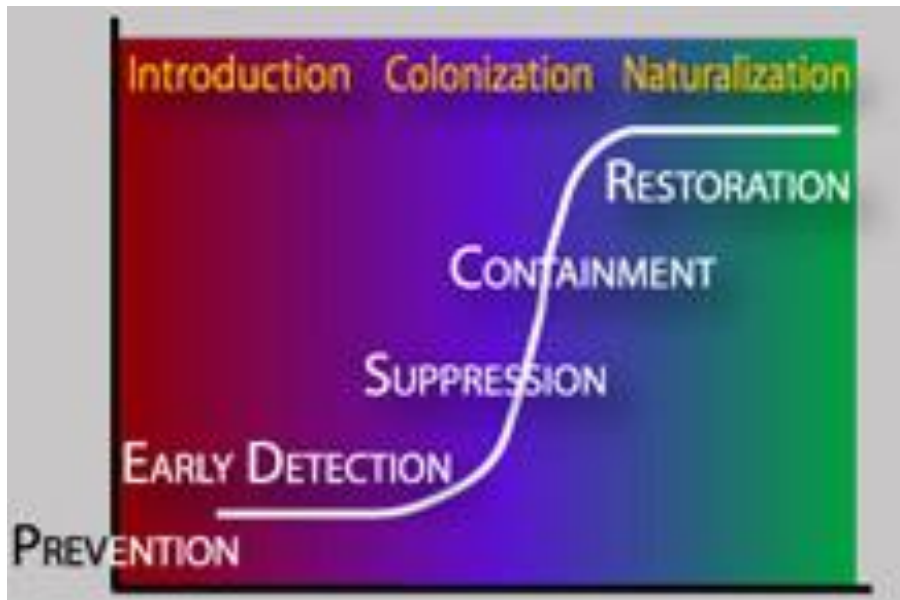 Introduction Colonization Naturalization
RESTORATION
CONTAINMENT
SUPPRESSION
EARLY DETECTION
PREVENTION